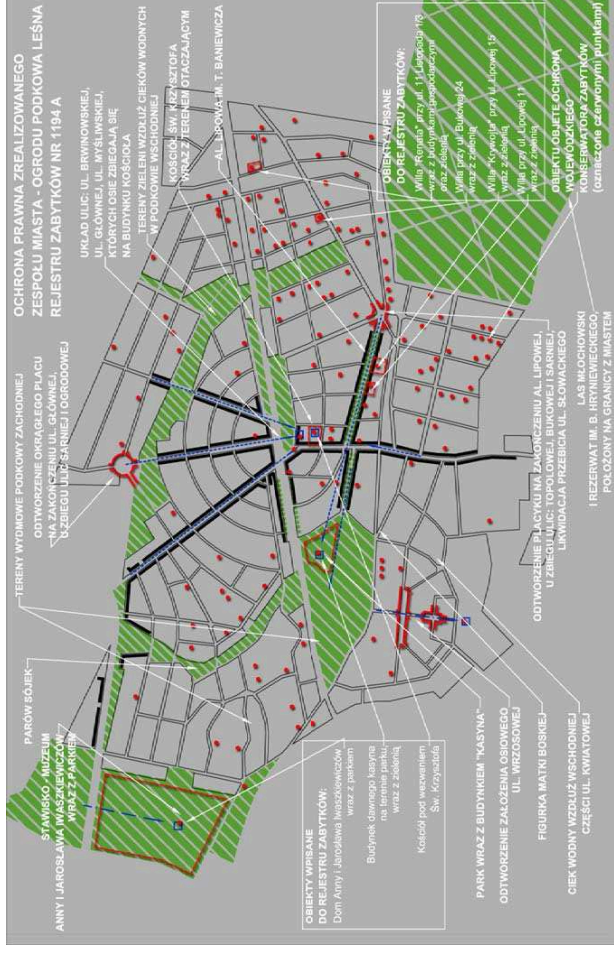 OCHRONA PRAWNA ZREALIZOWANEGO
ZESPOŁU MIASTA - OGRODU PODKOWA LEŚNA
REJESTRU ZABYTKÓW NR 1194 A
UKŁAD ULIC: UL. BRWINOWSKIEJ,
UL. GŁÓWNEJ, UL. MYŚLIWSKIEJ,
KTÓRYCH OSIE ZBIEGAJĄ SIĘ
NA BUDYNKU KOŚCIOŁA
TERENY ZIELENI WZDŁUŻ CIEKÓW WODNYCH
W PODKOWIE WSCHODNIEJ
KOŚCIÓŁ ŚW. KRZYSZTOFA
WRAZ Z TERENEM OTACZAJĄCYM
AL. LIPOWA IM. T. BANIEWICZA
TERENY WYDMOWE PODKOWY ZACHODNIEJ
ODTWORZENIE OKRĄGŁEGO PLACU
NA ZAKOŃCZENIU UL. GŁÓWNEJ,
U ZBIEGU ULIC SARNIEJ I OGRODOWEJ
PARÓW SÓJEK
STAWISKO - MUZEUM
ANNY I JAROSŁAWA IWASZKIEWICZÓW
WRAZ Z PARKIEM
OBIEKTY WPISANE
DO REJESTRU ZABYTKÓW:
Willa "Renata" przy ul. 11 Listopada 1/3
wraz z budynkami gospodarczymi
oraz zielenią
Willa przy ul. Bukowej 24
wraz z zielenią
Willa "Krywojta" przy ul. Lipowej 15
wraz z zielenią
Willa przy ul. Lipowej 11
wraz z zielenią
OBIEKTU OBJĘTE OCHRONĄ
WOJEWÓDZKIEGO
KONSERWATORA ZABYTKÓW
(oznaczone czerwonymi punktami)
OBIEKTY WPISANE
DO REJESTRU ZABYTKÓW:
Dom Anny i Jarosława Iwaszkiewiczów
wraz z parkiem
Budynek dawnego kasyna
na terenie parku,
wraz z zielenią
Kościół pod wezwaniem
Św. Krzysztofa
PARK WRAZ Z BUDYNKIEM "KASYNA"
ODTWORZENIE ZAŁOŻENIA OSIOWEGO
UL. WRZOSOWEJ
FIGURKA MATKI BOSKIEJ
CIEK WODNY WZDŁUŻ WSCHODNIEJ
CZĘŚCI UL. KWIATOWEJ
ODTWORZENIE PLACYKU NA ZAKOŃCZENIU AL. LIPOWEJ,
U ZBIEGU ULIC: TOPOLOWEJ, BUKOWEJ I SARNIEJ,
LIKWIDACJA PRZEBICIA UL. SŁOWACKIEGO
LAS MŁOCHOWSKI
I REZERWAT IM. B. HRYNIEWIECKIEGO,
POŁOŻONY NA GRANICY Z MIASTEM